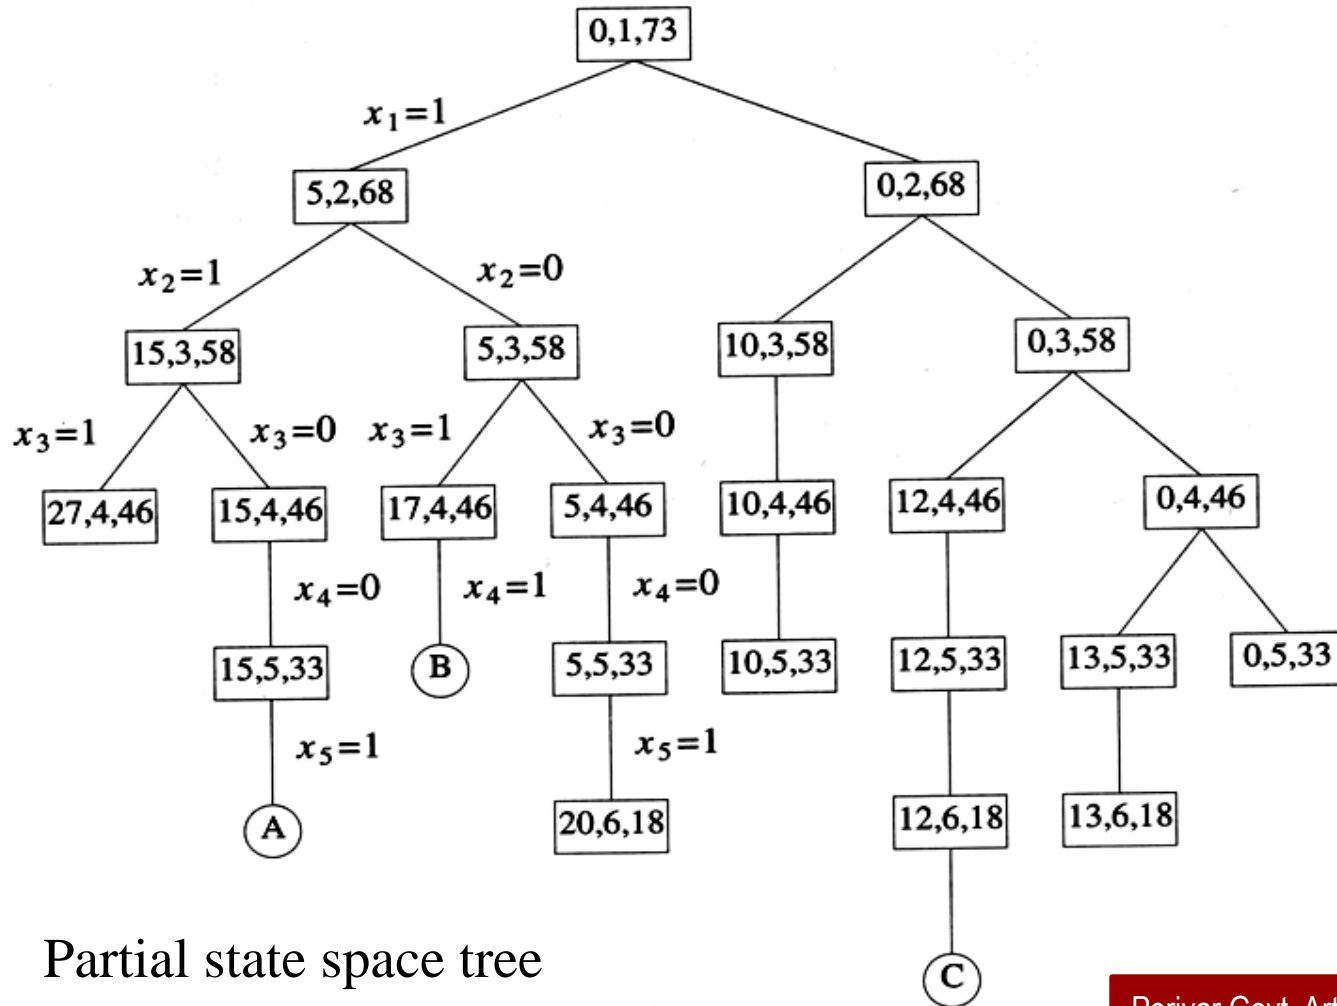 0,1,73
x1=1
5,2,68
0,2,68
x2=1
x2=0
15,3,58
5,3,58
10,3,58
0,3,58
x3=1
x3=0
x3=1
x3=0
27,4,46
15,4,46
17,4,46
5,4,46
10,4,46
12,4,46
0,4,46
x4=0
x4=1
x4=0
15,5,33
B
5,5,33
10,5,33
12,5,33
13,5,33
0,5,33
x5=1
x5=1
A
20,6,18
12,6,18
13,6,18
C
Partial state space tree